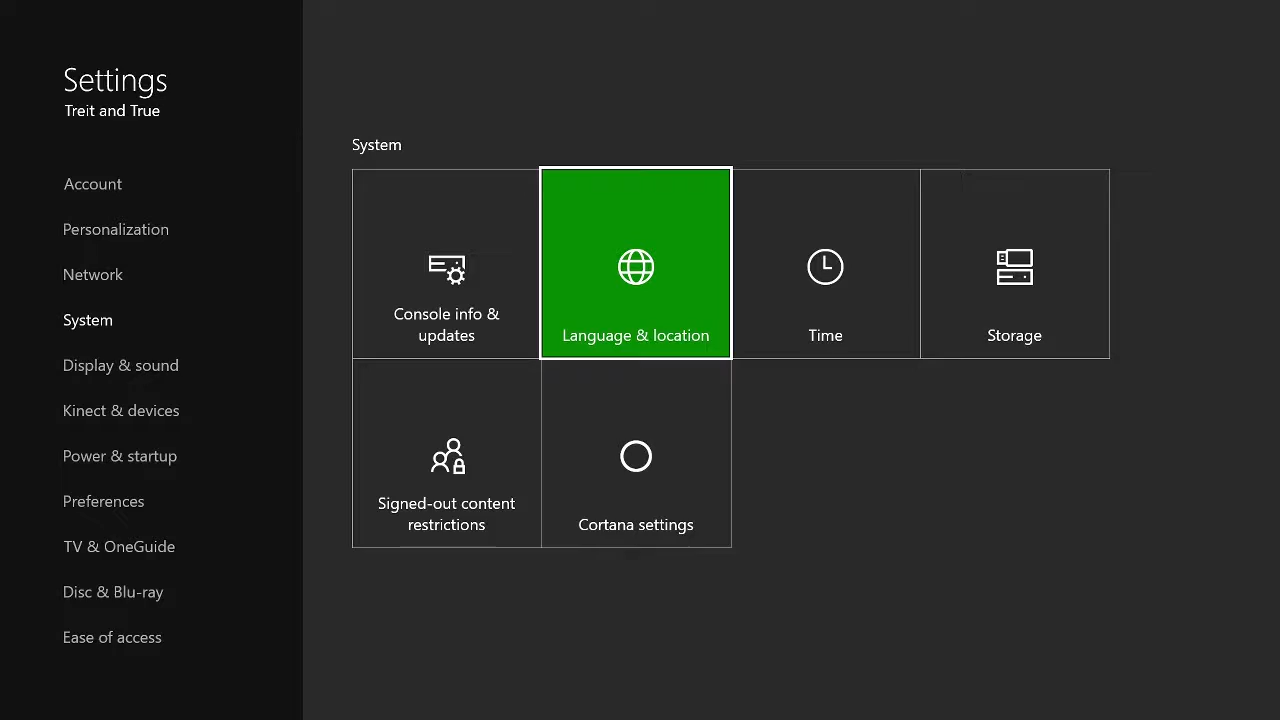 Settings
Treit and True
Account
Personalization
Network
System
Display & sound
Kinect & devices
Power & startup
Preferences
TV & OneGuide
Disc & Blu-ray
Ease of access
System
Console info &
updates
Language & location
Time
Storage
Signed-out content
restrictions
Cortana settings